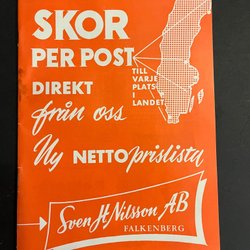 SKOR
PER POST
TILL
VARJE
PLATS
I
LANDET
DIREKT
från oss
Ny NETTOprislista
Sven H. Nilsson AB
FALKENBERG